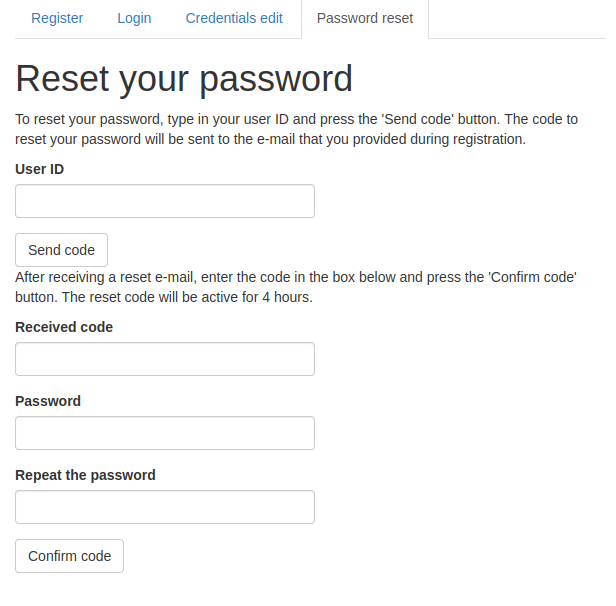 Register Login Credentials edit Password reset
Reset your password
To reset your password, type in your user ID and press the 'Send code' button. The code to
reset your password will be sent to the e-mail that you provided during registration.
User ID
Send code
After receiving a reset e-mail, enter the code in the box below and press the 'Confirm code'
button. The reset code will be active for 4 hours.
Received code
Password
Repeat the password
Confirm code